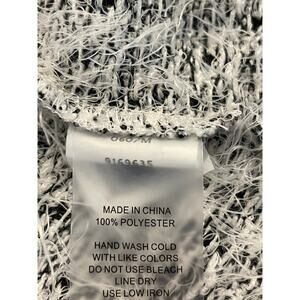 9169635
MADE IN CHINA
100% POLYESTER
HAND WASH COLD
WITH LIKE COLORS
DO NOT USE BLEACH
LINE DRY
USE LOW IRON